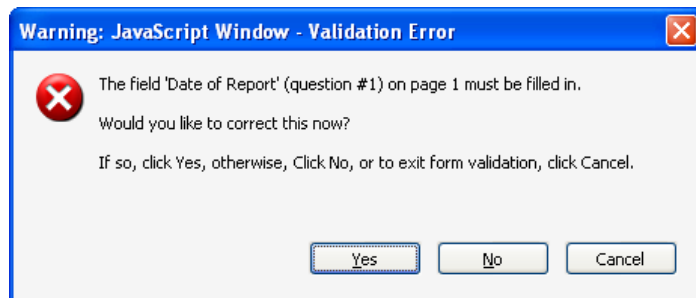 Warning: JavaScript Window - Validation Error
The field 'Date of Report' (question #1) on page 1 must be filled in.
Would you like to correct this now?
If so, click Yes, otherwise, Click No, or to exit form validation, click Cancel.
Yes No Cancel